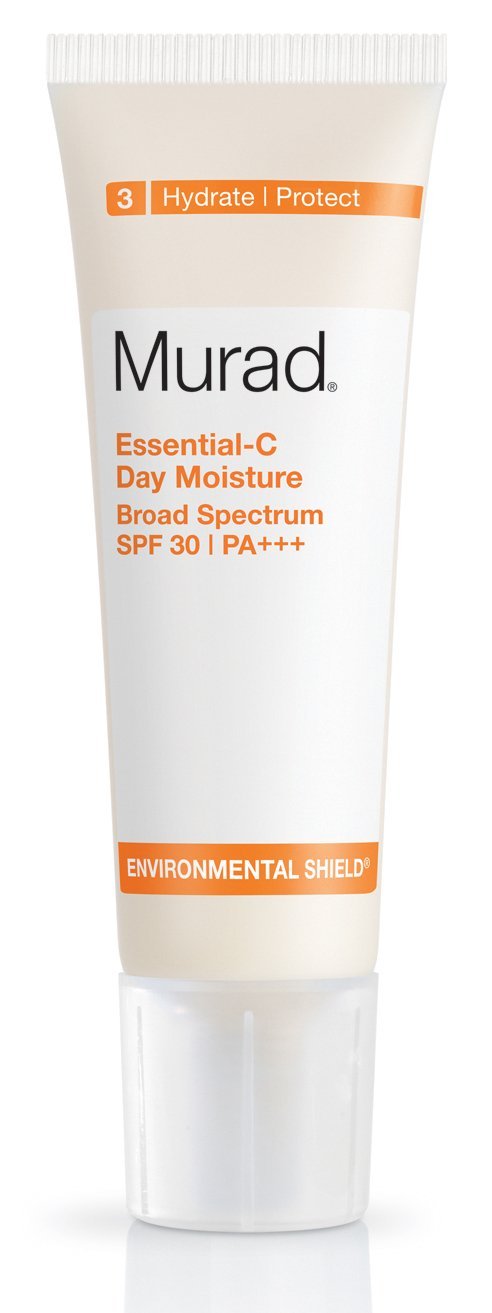 3 Hydrate | Protect
Murad®
Essential-C
Day Moisture
Broad Spectrum
SPF 30 | PA+++
ENVIRONMENTAL SHIELD®